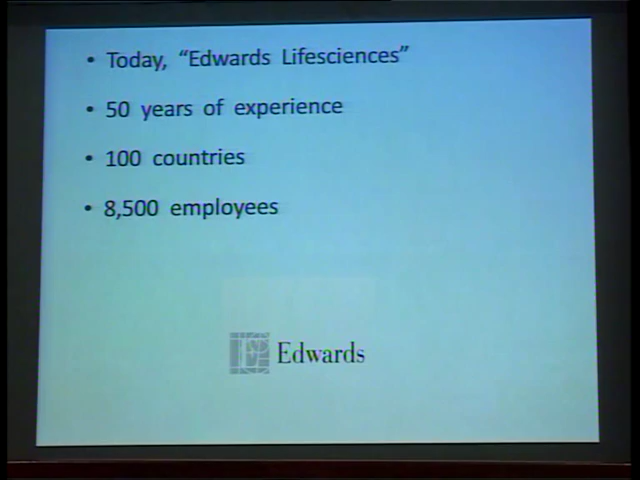 • Today, “Edwards Lifesciences”
• 50 years of experience
• 100 countries
• 8,500 employees
Edwards